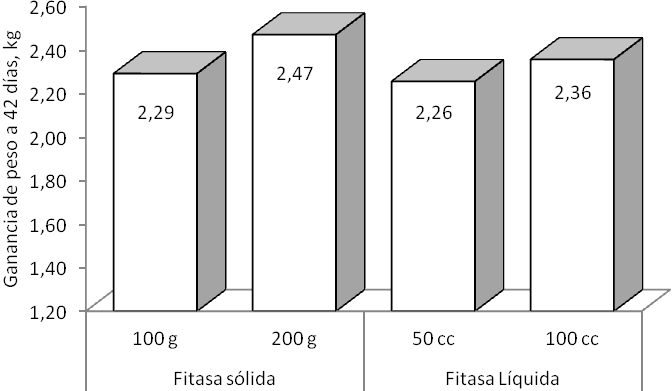 Ganancia de peso a 42 días, kg
2,60
2,40
2,20
2,00
1,80
1,60
1,40
1,20
2,29
2,47
2,26
2,36
100 g
200 g
50 cc
100 cc
Fitasa sólida
Fitasa Líquida